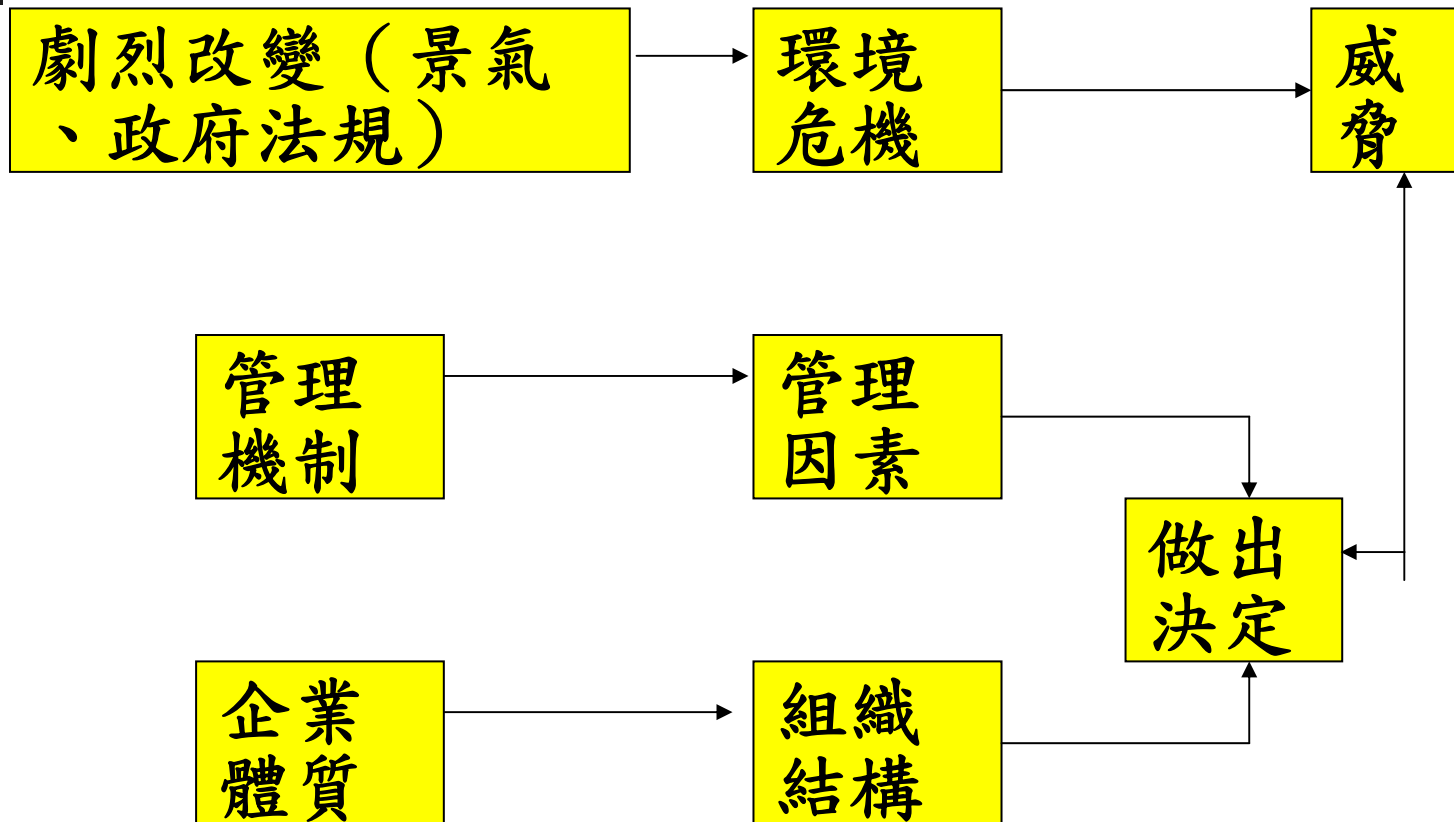 劇烈改變（景氣
、政府法規）
環境
危機
威
脅
管理
機制
管理
因素
做出
決定
企業
體質
組織
結構